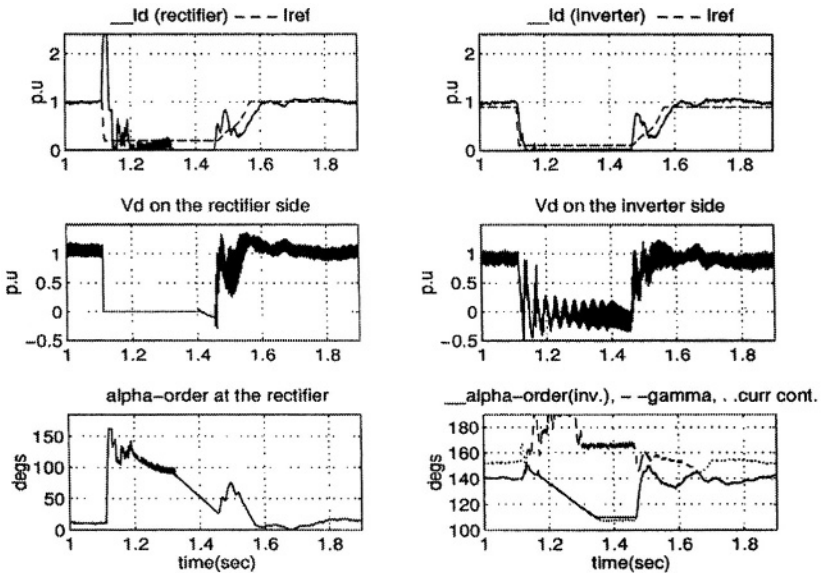 __Id (rectifier) --- Iref
p.u
2
1
0
1 1.2 1.4 1.6 1.8
__Id (inverter) --- Iref
p.u
2
1
0
1 1.2 1.4 1.6 1.8
Vd on the rectifier side
p.u
1
0.5
0
-0.5
1 1.2 1.4 1.6 1.8
Vd on the inverter side
p.u
1
0.5
0
-0.5
1 1.2 1.4 1.6 1.8
alpha-order at the rectifier
degs
150
100
50
0
1 1.2 1.4 1.6 1.8
time(sec)
__alpha-order(inv.), - -gamma, . .curr cont.
degs
180
160
140
120
100
1 1.2 1.4 1.6 1.8
time(sec)